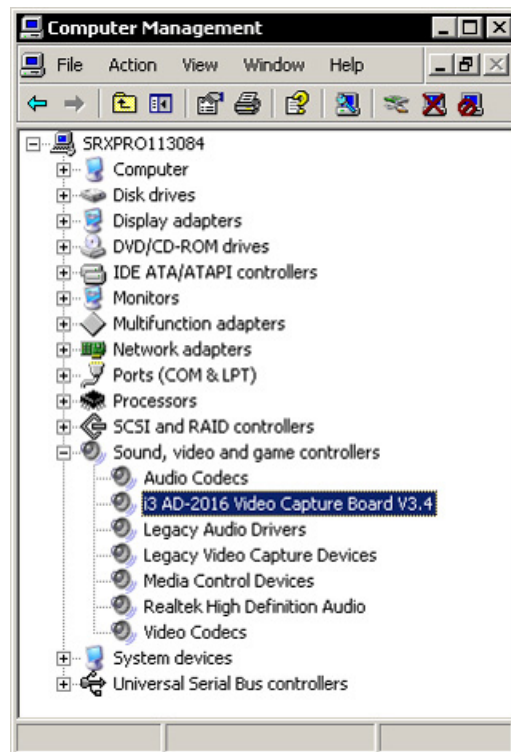 Computer Management
File Action View Window Help
SRXPRO113084
Computer
Disk drives
Display adapters
DVD/CD-ROM drives
IDE ATA/ATAPI controllers
Monitors
Multifunction adapters
Network adapters
Ports (COM & LPT)
Processors
SCSI and RAID controllers
Sound, video and game controllers
Audio Codecs
i3 AD-2016 Video Capture Board V3.4
Legacy Audio Drivers
Legacy Video Capture Devices
Media Control Devices
Realtek High Definition Audio
Video Codecs
System devices
Universal Serial Bus controllers